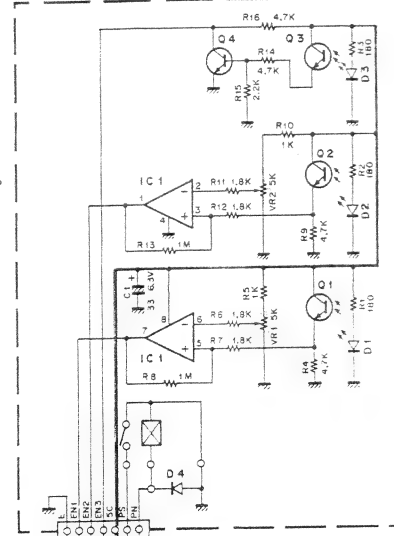 R16 4.7K
Q4
R14
4.7K
Q3
R15
2.2K
R3
180
D3
R10
1K
Q2
IC1
1
2
3
4
R11 1.8K
R12 1.8K
VR2 5K
R2
180
D2
R13 1M
R9
4.7K
C1
33 6.3V
+
8
7
IC1
6
5
R5
1K
R6 1.8K
R7 1.8K
VR1 5K
Q1
R1
180
D1
R4
4.7K
R8 1M
D4
E
EN1
EN2
EN3
5C
PS
PN